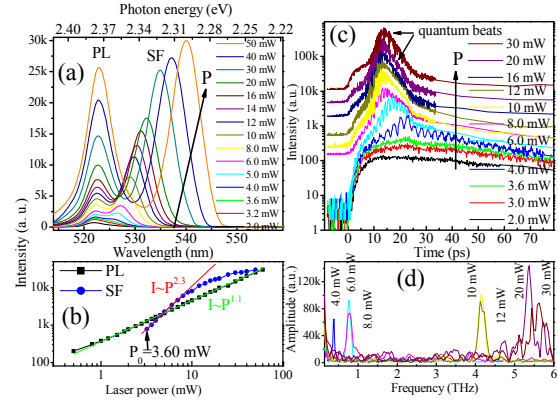 Photon energy (eV)
2.40 2.37 2.34 2.31 2.28 2.25 2.22
30k
25k
20k
15k
10k
5k
0
PL
SF
(a)
P
50 mW
40 mW
30 mW
20 mW
16 mW
14 mW
12 mW
10 mW
8.0 mW
6.0 mW
5.0 mW
4.0 mW
3.6 mW
3.2 mW
2.0 mW
520 530 540 550
Wavelength (nm)
Intensity (a. u.)
PL
SF
I~P^2.3
I~P^1.1
(b)
P =3.60 mW
10k
1k
100
1 10 100
Laser power (mW)
(c)
quantum beats
P
30 mW
20 mW
16 mW
12 mW
10 mW
8.0 mW
6.0 mW
4.0 mW
3.6 mW
3.0 mW
2.0 mW
Intensity (a. u.)
100k
10k
1k
100
10
1
0 10 20 30 40 50 60 70
Time (ps)
(d)
Amplitude (a.u.)
120k
80k
40k
0
4.0 mW
6.0 mW
8.0 mW
10 mW
12 mW
20 mW
30 mW
1 2 3 4 5 6
Frequency (THz)